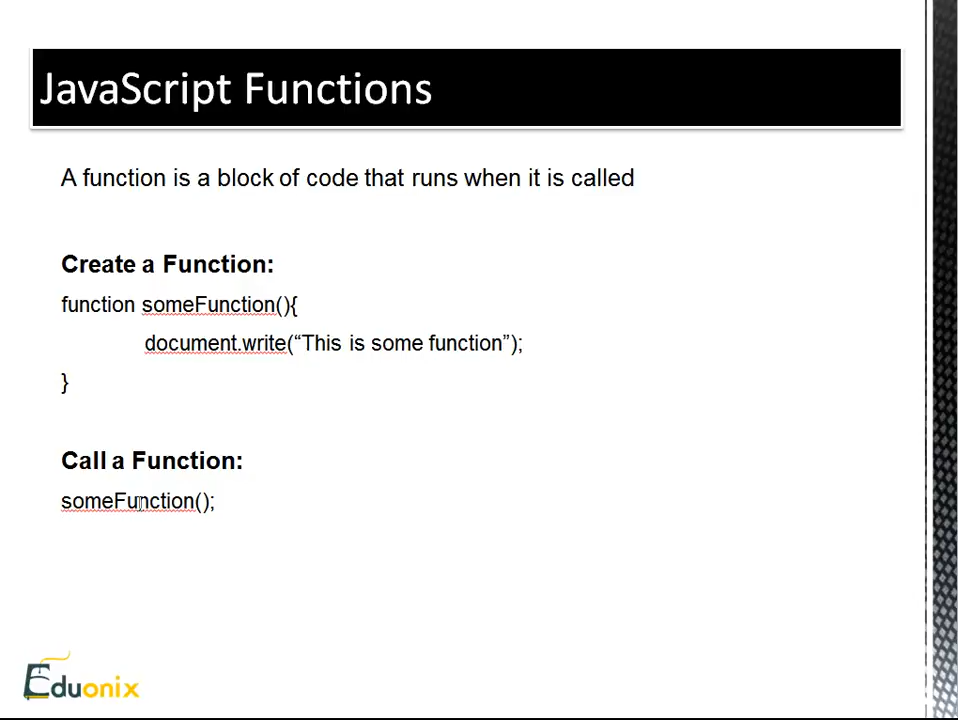 JavaScript Functions
A function is a block of code that runs when it is called
Create a Function:
function someFunction(){
document.write(“This is some function”);
}
Call a Function:
someFunction();
Eduonix